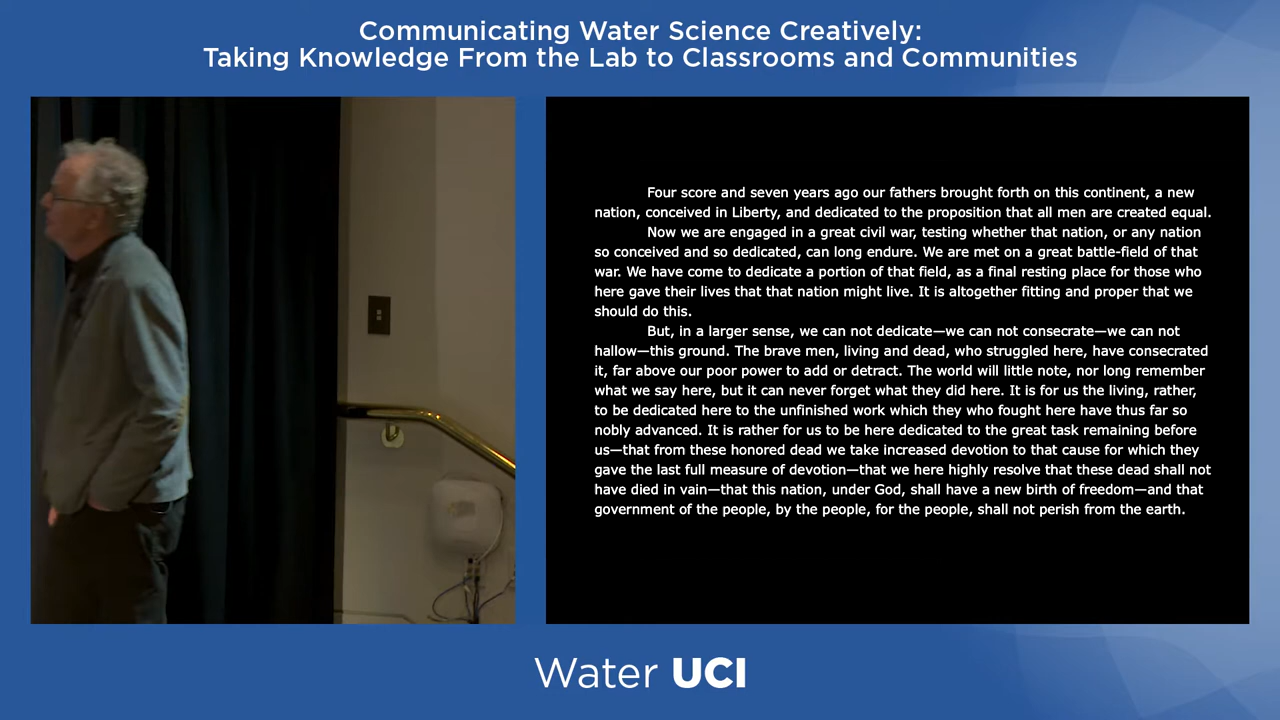 Communicating Water Science Creatively:
Taking Knowledge From the Lab to Classrooms and Communities
Four score and seven years ago our fathers brought forth on this continent, a new
nation, conceived in Liberty, and dedicated to the proposition that all men are created equal.
Now we are engaged in a great civil war, testing whether that nation, or any nation
so conceived and so dedicated, can long endure. We are met on a great battle-field of that
war. We have come to dedicate a portion of that field, as a final resting place for those who
here gave their lives that that nation might live. It is altogether fitting and proper that we
should do this.
But, in a larger sense, we can not dedicate—we can not consecrate—we can not
hallow—this ground. The brave men, living and dead, who struggled here, have consecrated
it, far above our poor power to add or detract. The world will little note, nor long remember
what we say here, but it can never forget what they did here. It is for us the living, rather,
to be dedicated here to the unfinished work which they who fought here have thus far so
nobly advanced. It is rather for us to be here dedicated to the great task remaining before
us—that from these honored dead we take increased devotion to that cause for which they
gave the last full measure of devotion—that we here highly resolve that these dead shall not
have died in vain—that this nation, under God, shall have a new birth of freedom—and that
government of the people, by the people, for the people, shall not perish from the earth.
Water UCI